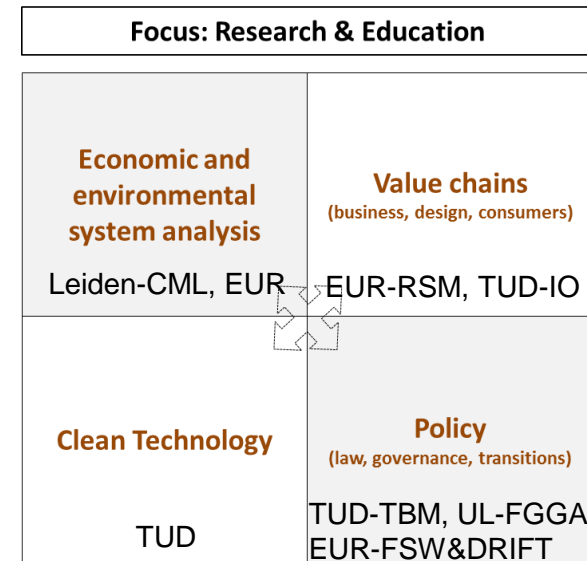 Focus: Research & Education
Economic and
environmental
system analysis
Leiden-CML, EUR
Value chains
(business, design, consumers)
EUR-RSM, TUD-IO
Clean Technology
TUD
Policy
(law, governance, transitions)
TUD-TBM, UL-FGGA
EUR-FSW&DRIFT